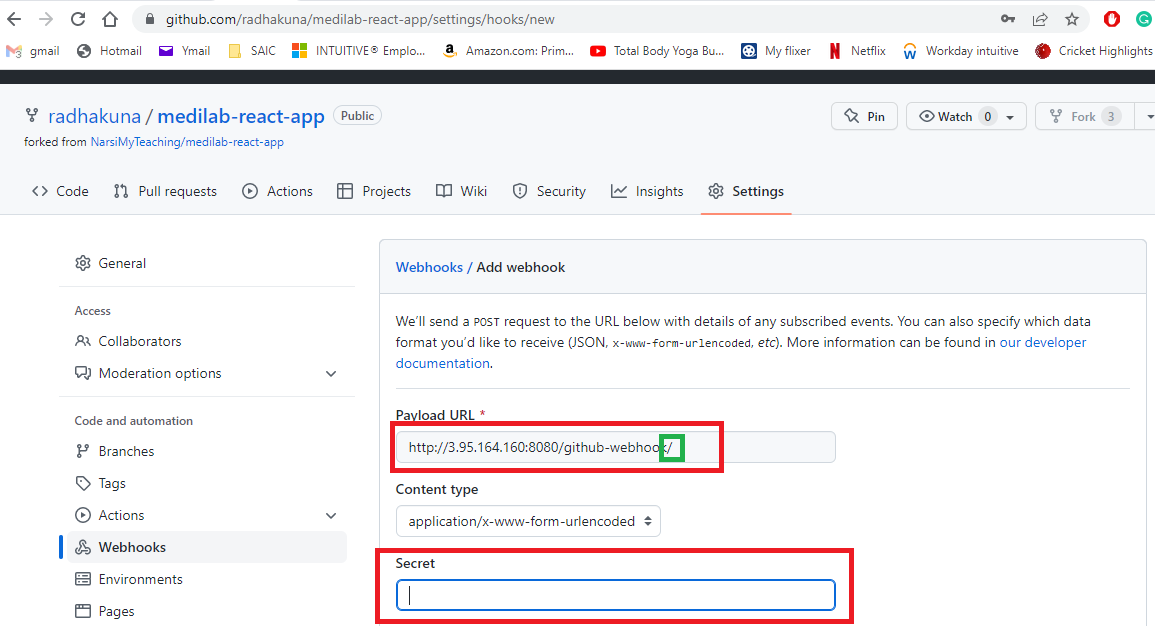 github.com/radhakuna/medilab-react-app/settings/hooks/new
gmail Hotmail Ymail SAIC INTUITIVE® Emplo... Amazon.com: Prim... Total Body Yoga Bu... My flixer Netflix Workday intuitive Cricket Highlights
radhakuna / medilab-react-app Public
Pin Watch 0 Fork 3
forked from NarsiMyTeaching/medilab-react-app
Code Pull requests Actions Projects Wiki Security Insights Settings
General
Access
Collaborators
Moderation options
Code and automation
Branches
Tags
Actions
Webhooks
Environments
Pages
Webhooks / Add webhook
We'll send a POST request to the URL below with details of any subscribed events. You can also specify which data
format you'd like to receive (JSON, x-www-form-urlencoded, etc). More information can be found in our developer
documentation.
Payload URL *
http://3.95.164.160:8080/github-webhook/
Content type
application/x-www-form-urlencoded
Secret